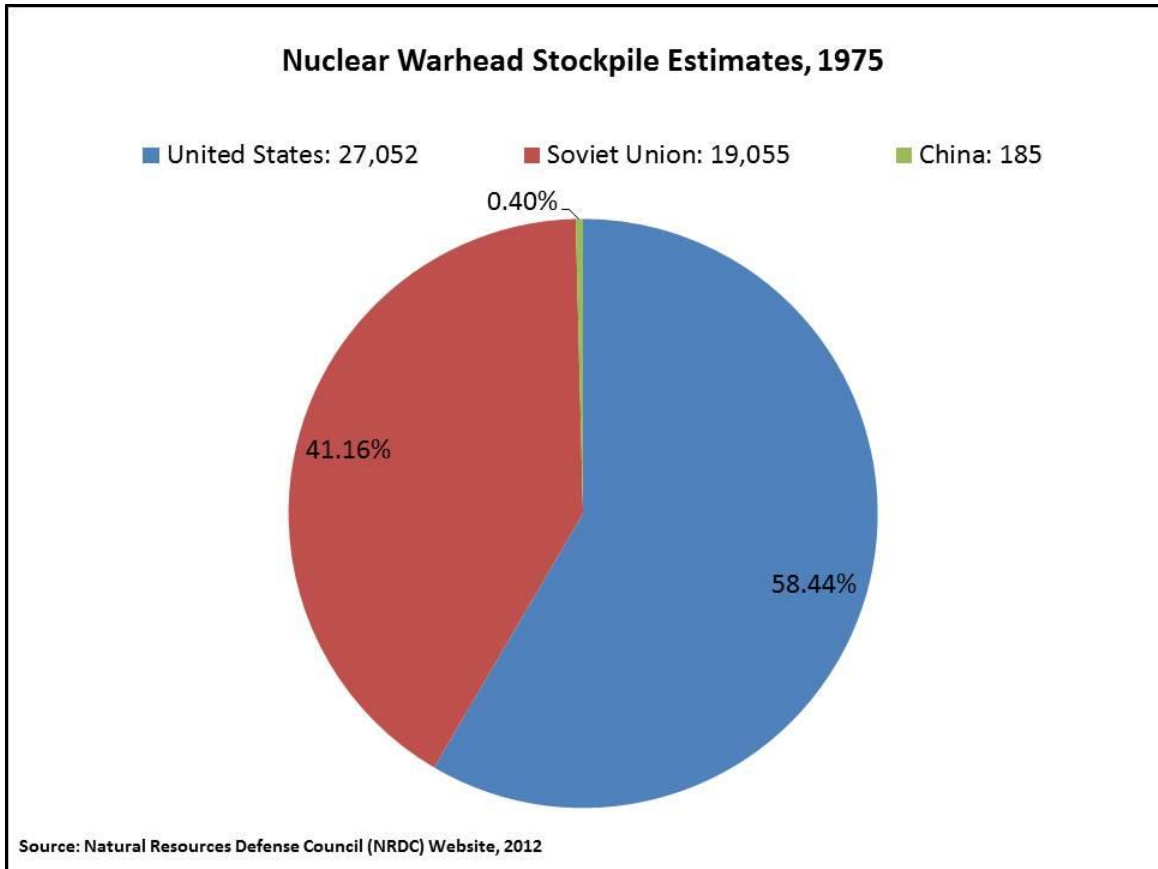 Nuclear Warhead Stockpile Estimates, 1975
United States: 27,052 Soviet Union: 19,055 China: 185
0.40%
41.16%
58.44%
Source: Natural Resources Defense Council (NRDC) Website, 2012